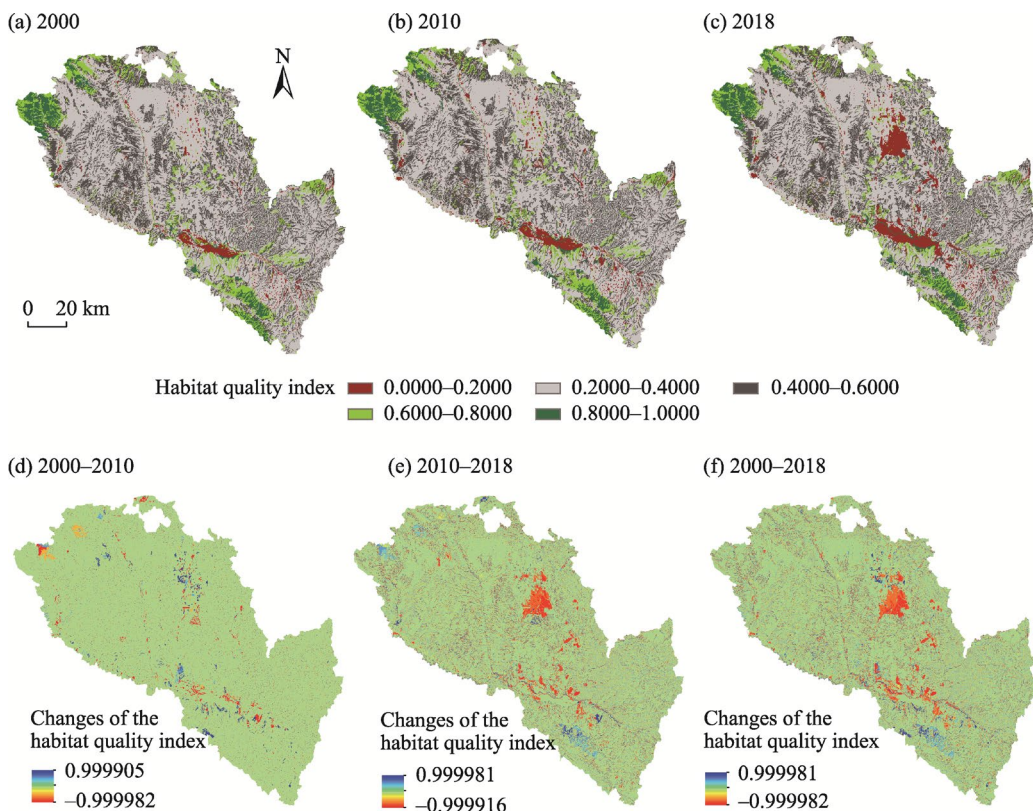 (a) 2000
(b) 2010
(c) 2018
N
0 20 km
Habitat quality index 0.0000–0.2000 0.2000–0.4000 0.4000–0.6000
0.6000–0.8000 0.8000–1.0000
(d) 2000–2010
(e) 2010–2018
(f) 2000–2018
Changes of the
habitat quality index
0.999905
–0.999982
Changes of the
habitat quality index
0.999981
–0.999916
Changes of the
habitat quality index
0.999981
–0.999982